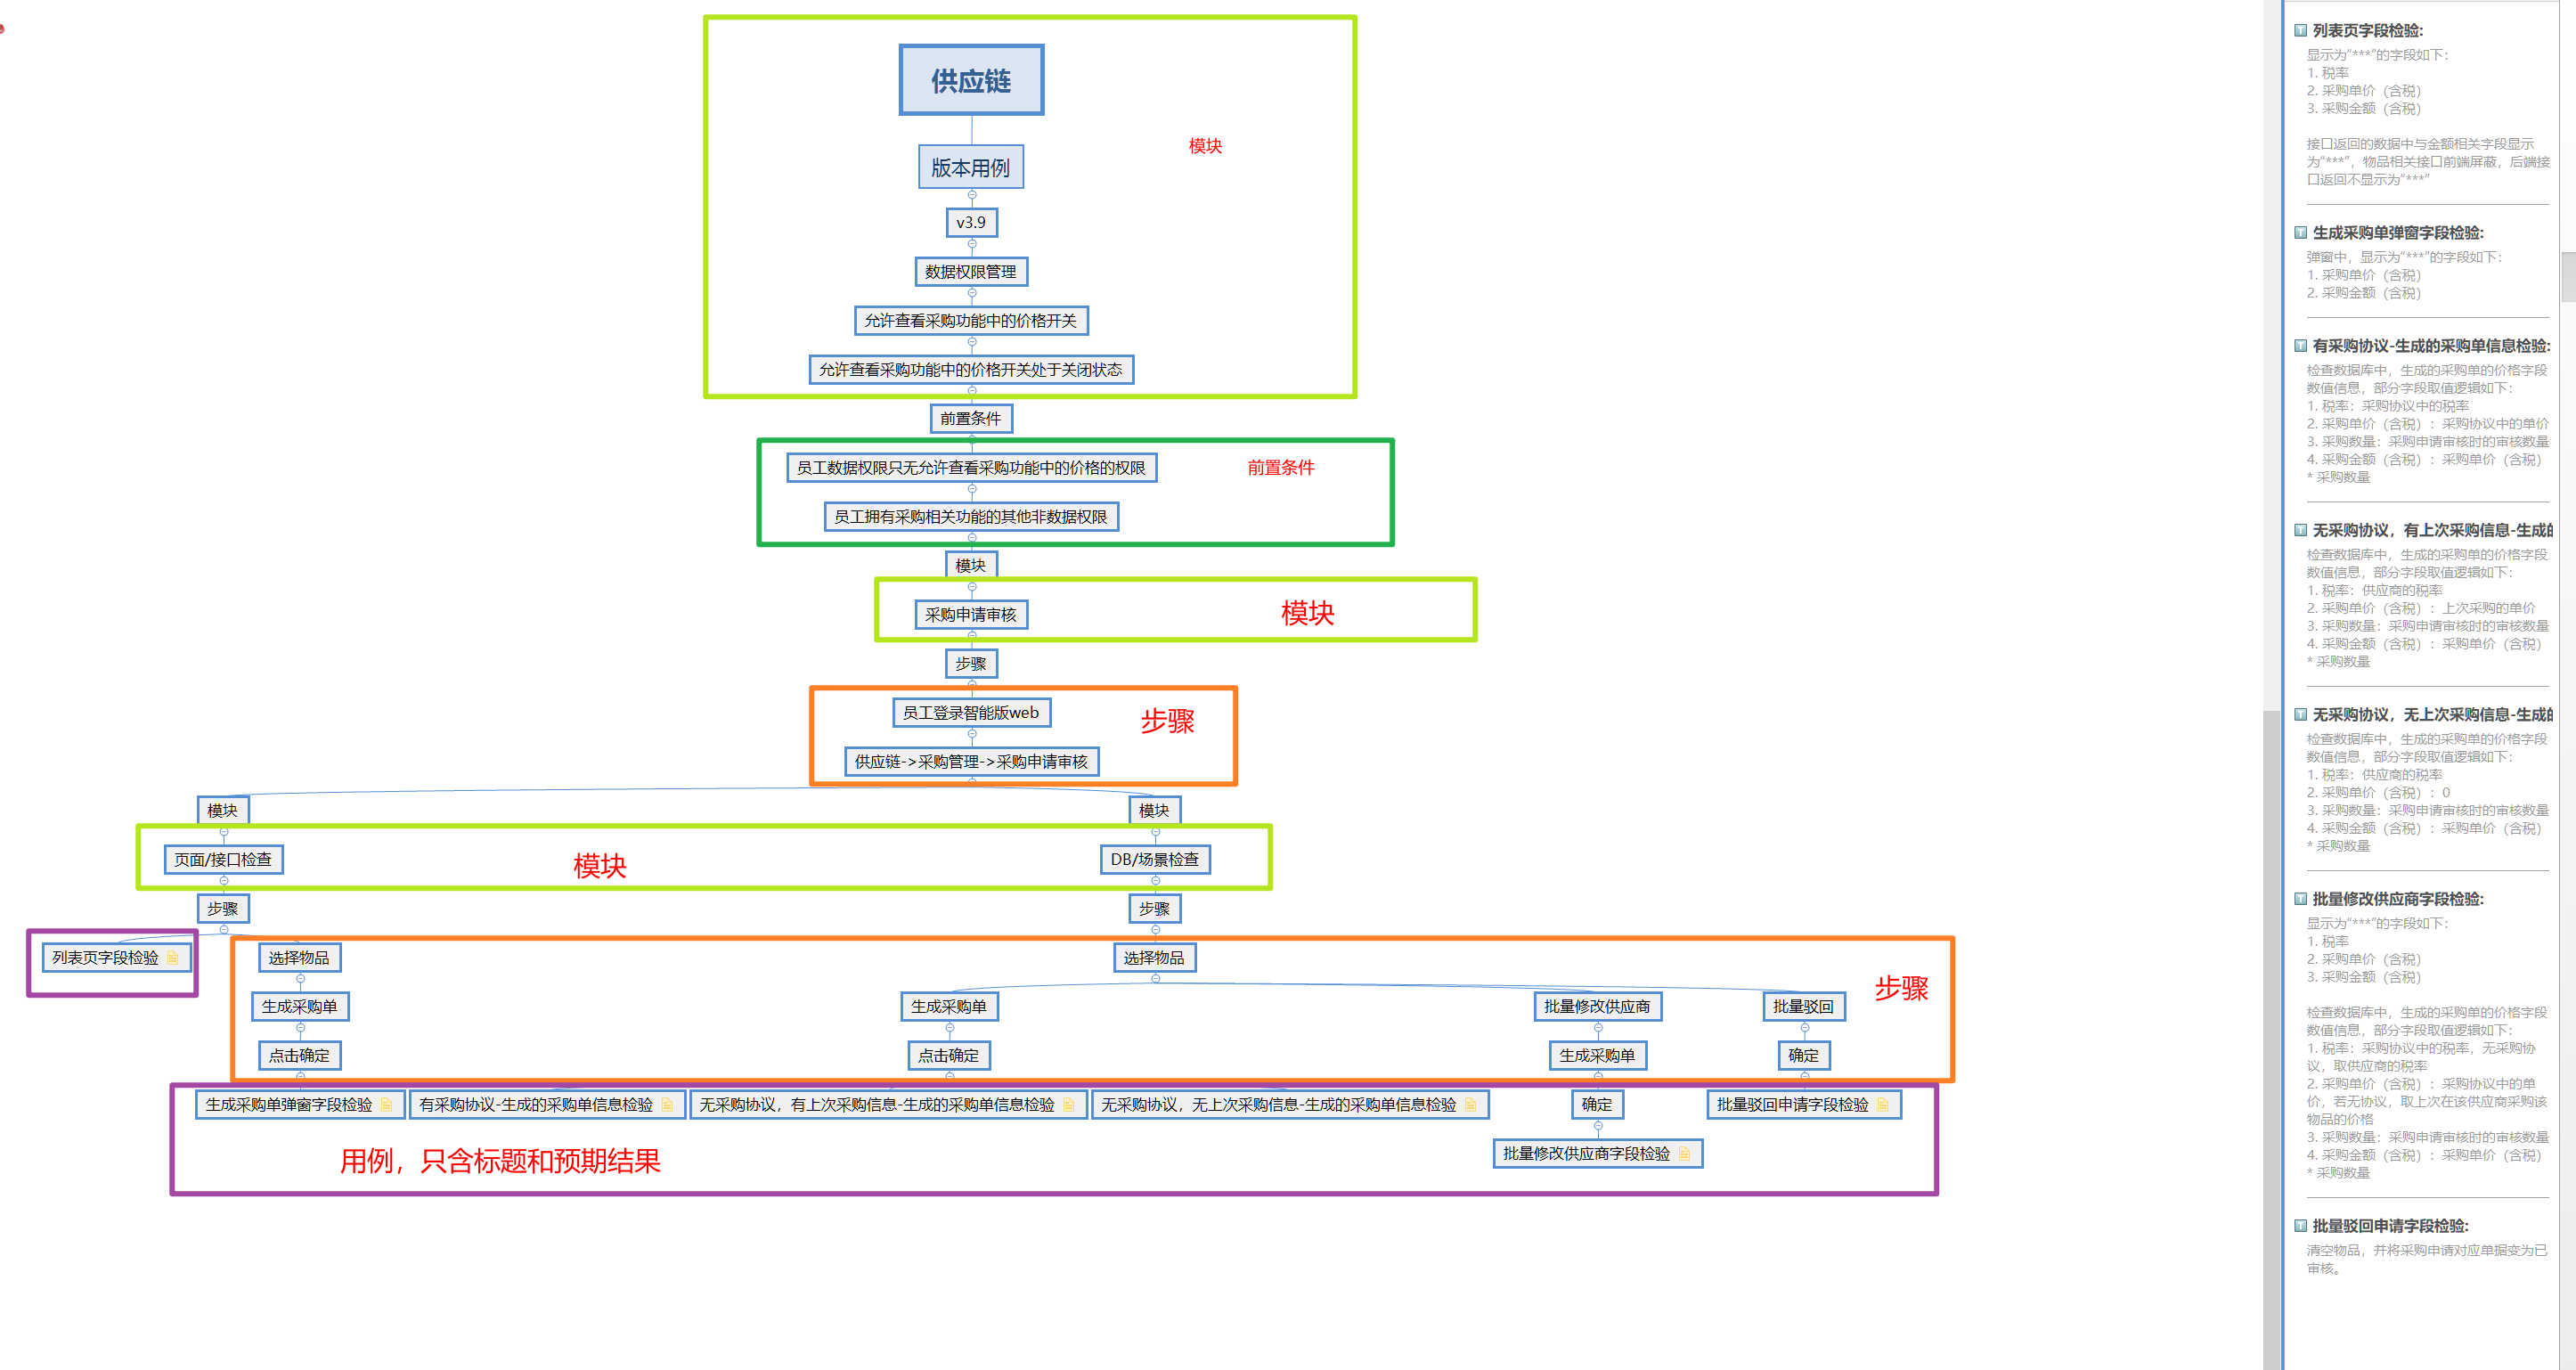 供应链
版本用例
模块
v3.9
数据权限管理
允许查看采购功能中的价格开关
允许查看采购功能中的价格开关处于关闭状态
前置条件
员工数据权限只无允许查看采购功能中的价格的权限
前置条件
员工拥有采购相关功能的其他非数据权限
模块
采购申请审核
模块
步骤
员工登录智能版web
步骤
供应链->采购管理->采购申请审核
模块
模块
页面/接口检查
模块
DB/场景检查
步骤
步骤
列表页字段检验
选择物品
选择物品
步骤
生成采购单
生成采购单
批量修改供应商
批量驳回
点击确定
点击确定
生成采购单
确定
生成采购单弹窗字段检验
有采购协议-生成的采购单信息检验
无采购协议，有上次采购信息-生成的采购单信息检验
无采购协议，无上次采购信息-生成的采购单信息检验
确定
批量驳回申请字段检验
用例，只含标题和预期结果
批量修改供应商字段检验
列表页字段检验:
显示为“***”的字段如下：
1. 税率
2. 采购单价（含税）
3. 采购金额（含税）
接口返回的数据中与金额相关字段显示
为“***”，物品相关接口前端屏蔽，后端接
口返回不显示为“***”
生成采购单弹窗字段检验:
弹窗中，显示为“***”的字段如下：
1. 采购单价（含税）
2. 采购金额（含税）
有采购协议-生成的采购单信息检验:
检查数据库中，生成的采购单的价格字段
数值信息，部分字段取值逻辑如下：
1. 税率：采购协议中的税率
2. 采购单价（含税）：采购协议中的单价
3. 采购数量：采购申请审核时的审核数量
4. 采购金额（含税）：采购单价（含税）
* 采购数量
无采购协议，有上次采购信息-生成的
检查数据库中，生成的采购单的价格字段
数值信息，部分字段取值逻辑如下：
1. 税率：供应商的税率
2. 采购单价（含税）：上次采购的单价
3. 采购数量：采购申请审核时的审核数量
4. 采购金额（含税）：采购单价（含税）
* 采购数量
无采购协议，无上次采购信息-生成的
检查数据库中，生成的采购单的价格字段
数值信息，部分字段取值逻辑如下：
1. 税率：供应商的税率
2. 采购单价（含税）：0
3. 采购数量：采购申请审核时的审核数量
4. 采购金额（含税）：采购单价（含税）
* 采购数量
批量修改供应商字段检验:
显示为“***”的字段如下：
1. 税率
2. 采购单价（含税）
3. 采购金额（含税）
检查数据库中，生成的采购单的价格字段
数值信息，部分字段取值逻辑如下：
1. 税率：采购协议中的税率，无采购协
议，取供应商的税率
2. 采购单价（含税）：采购协议中的单
价，若无协议，取上次在该供应商采购该
物品的价格
3. 采购数量：采购申请审核时的审核数量
4. 采购金额（含税）：采购单价（含税）
* 采购数量
批量驳回申请字段检验:
清空物品，并将采购申请对应单据变为已
审核。